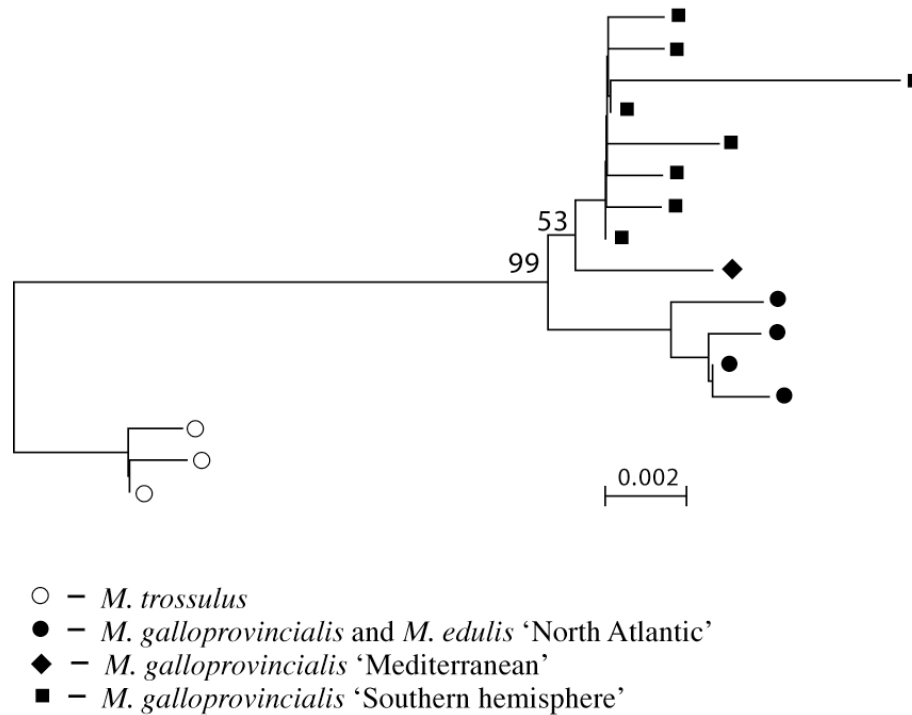 53
99
0.002
– M. trossulus
– M. galloprovincialis and M. edulis ‘North Atlantic’
– M. galloprovincialis ‘Mediterranean’
– M. galloprovincialis ‘Southern hemisphere’